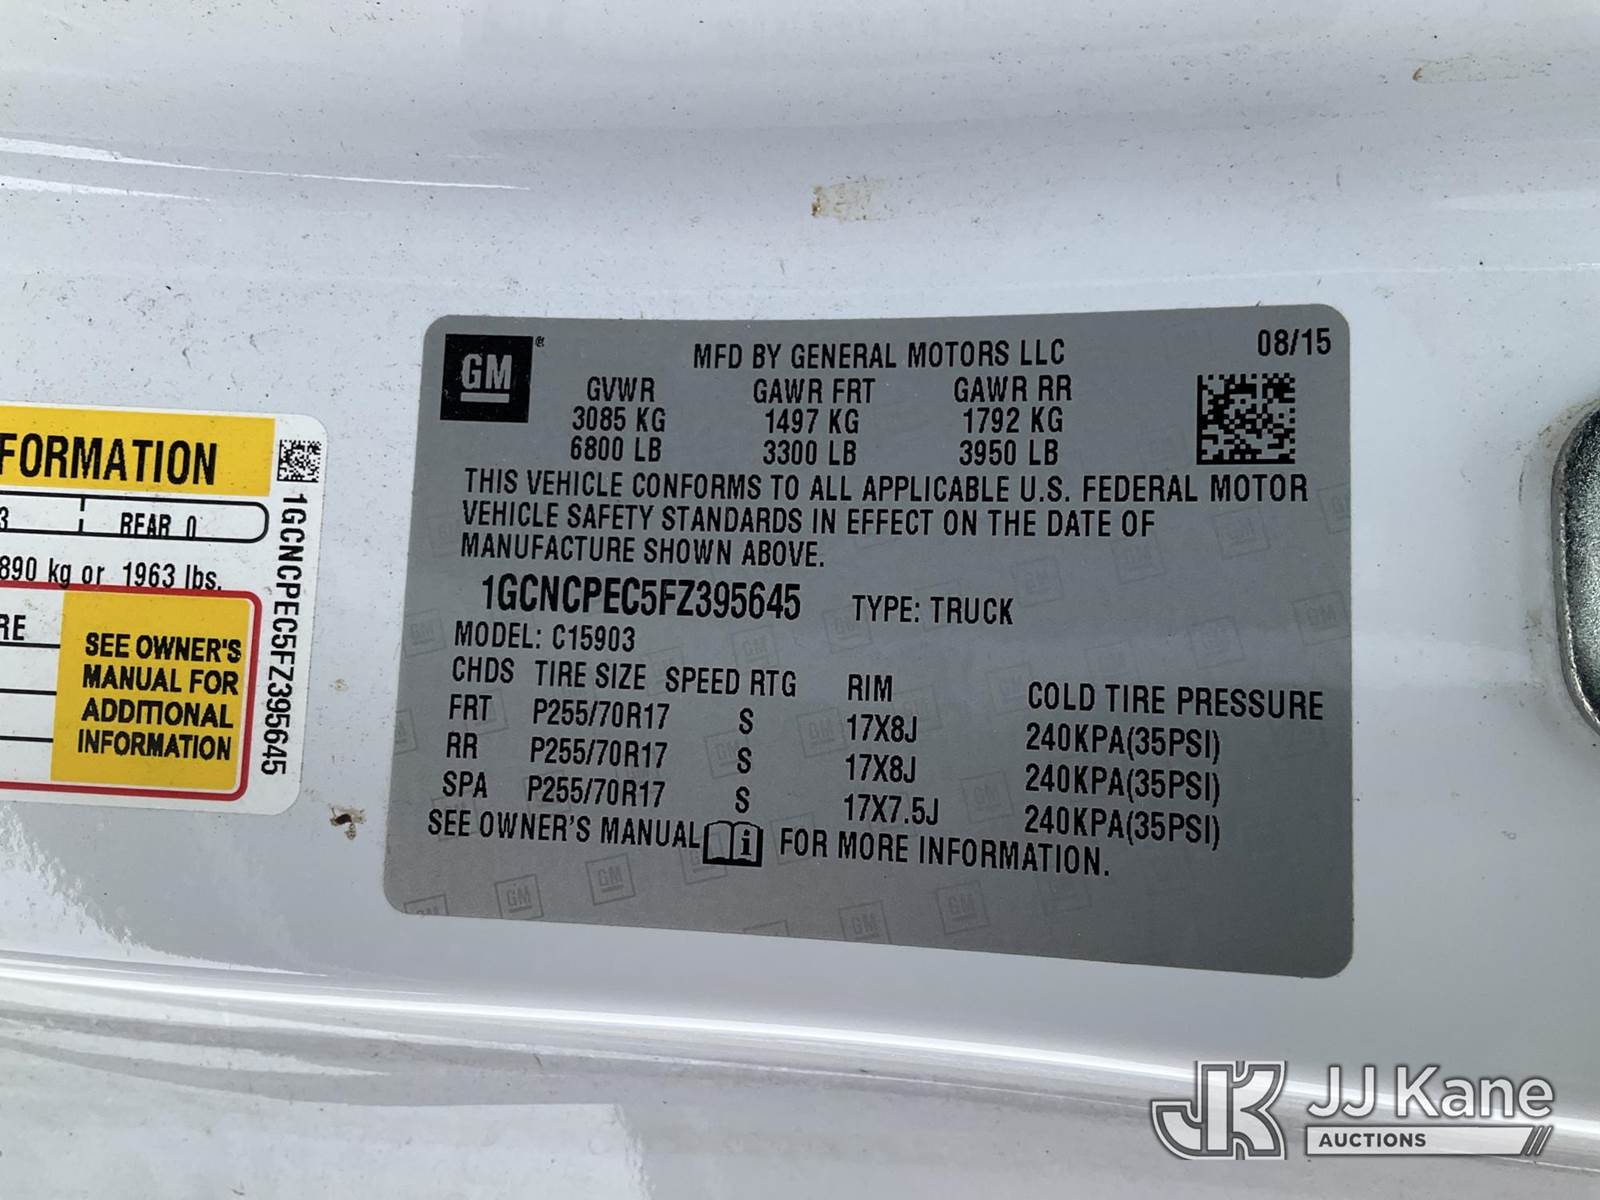 FORMATION
3 REAR 0
890 kg or 1963 lbs.
RE
SEE OWNER'S
MANUAL FOR
ADDITIONAL
INFORMATION
1GCNCPEC5FZ395645
GM®
MFD BY GENERAL MOTORS LLC 08/15
GVWR GAWR FRT GAWR RR
3085 KG 1497 KG 1792 KG
6800 LB 3300 LB 3950 LB
THIS VEHICLE CONFORMS TO ALL APPLICABLE U.S. FEDERAL MOTOR
VEHICLE SAFETY STANDARDS IN EFFECT ON THE DATE OF
MANUFACTURE SHOWN ABOVE.
1GCNCPEC5FZ395645 TYPE: TRUCK
MODEL: C15903
CHDS TIRE SIZE SPEED RTG RIM COLD TIRE PRESSURE
FRT P255/70R17 S 17X8J 240KPA(35PSI)
RR P255/70R17 S 17X8J 240KPA(35PSI)
SPA P255/70R17 S 17X7.5J 240KPA(35PSI)
SEE OWNER'S MANUAL i FOR MORE INFORMATION.
JK JJ Kane
AUCTIONS